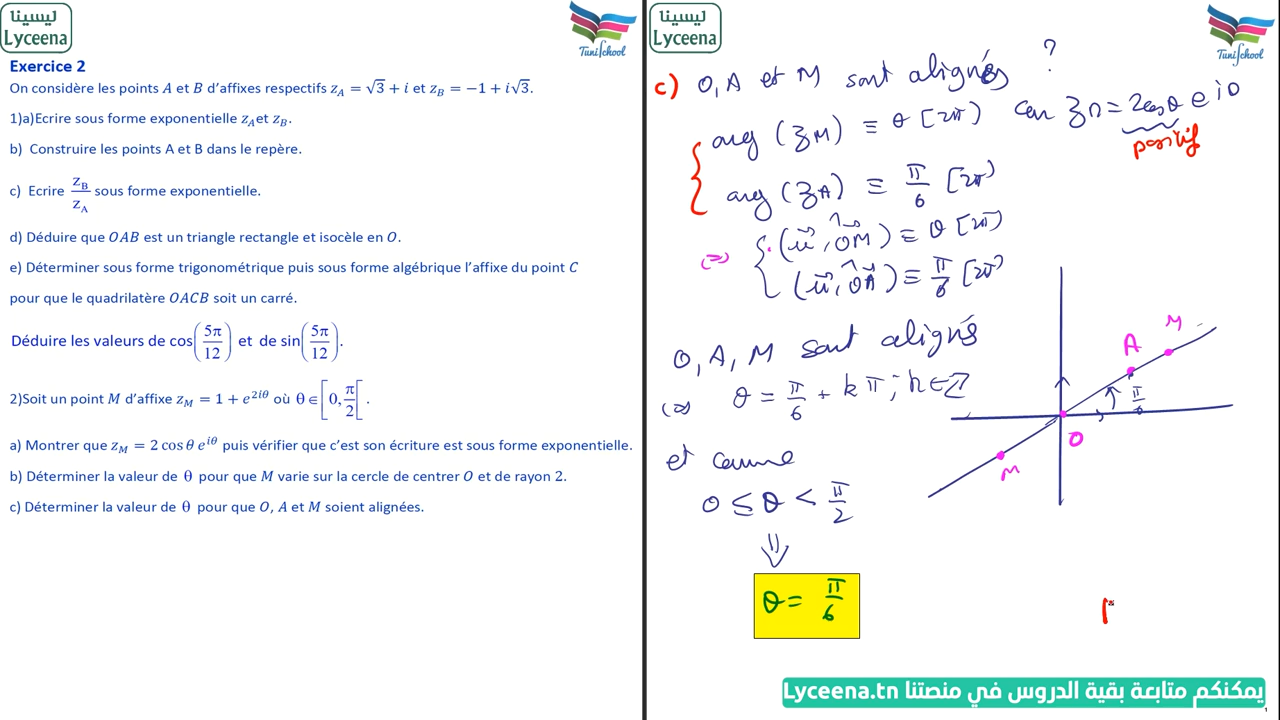 ليسينا
Lyceena
TuniSchool
Exercice 2
On considère les points A et B d'affixes respectifs z_A = √3 + i et z_B = −1 + i√3.
1)a)Ecrire sous forme exponentielle z_A et z_B.
b) Construire les points A et B dans le repère.
c) Ecrire z_B/z_A sous forme exponentielle.
d) Déduire que OAB est un triangle rectangle et isocèle en O.
e) Déterminer sous forme trigonométrique puis sous forme algébrique l'affixe du point C
pour que le quadrilatère OACB soit un carré.
Déduire les valeurs de cos(5π/12) et de sin(5π/12).
2)Soit un point M d'affixe z_M = 1 + e^{2iθ} où θ ∈ [0, π/2[ .
a) Montrer que z_M = 2 cos θ e^{iθ} puis vérifier que c'est son écriture est sous forme exponentielle.
b) Déterminer la valeur de θ pour que M varie sur la cercle de centrer O et de rayon 2.
c) Déterminer la valeur de θ pour que O, A et M soient alignées.
ليسينا
Lyceena
TuniSchool
c) O, A et M sont alignés ?
arg (z_M) ≡ θ [2π) car z_M = 2cosθ e^{iθ}
positif
arg (z_A) ≡ π/6 [2π)
(=) (u, OM) ≡ θ [2π)
(u, OA) ≡ π/6 [2π)
O, A, M sont alignés
(=) θ = π/6 + k π ; k ∈ ℤ
et comme
0 ≤ θ < π/2
⇓
θ = π/6
M
A
π/6
O
M
يمكنكم متابعة بقية الدروس في منصتنا Lyceena.tn
1